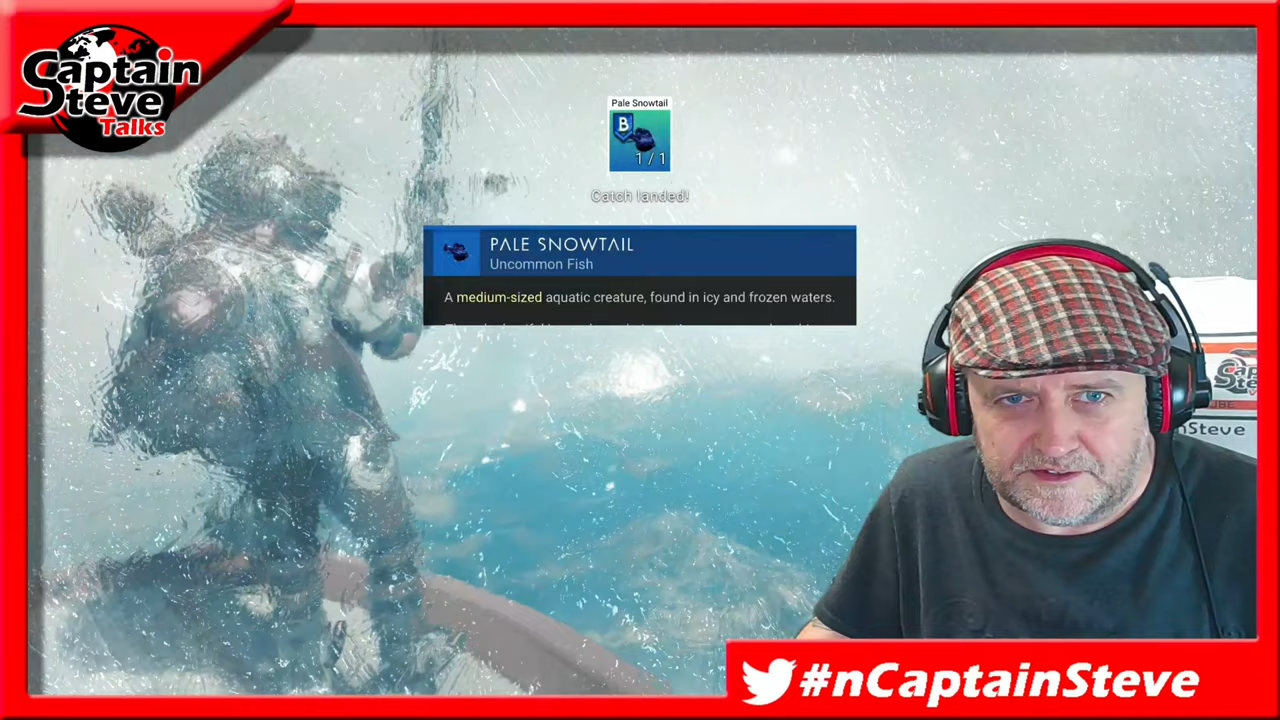 Captain
Steve
Talks
Pale Snowtail
B
1/1
Catch landed!
PALE SNOWTAIL
Uncommon Fish
A medium-sized aquatic creature, found in icy and frozen waters.
nSteve
#nCaptainSteve